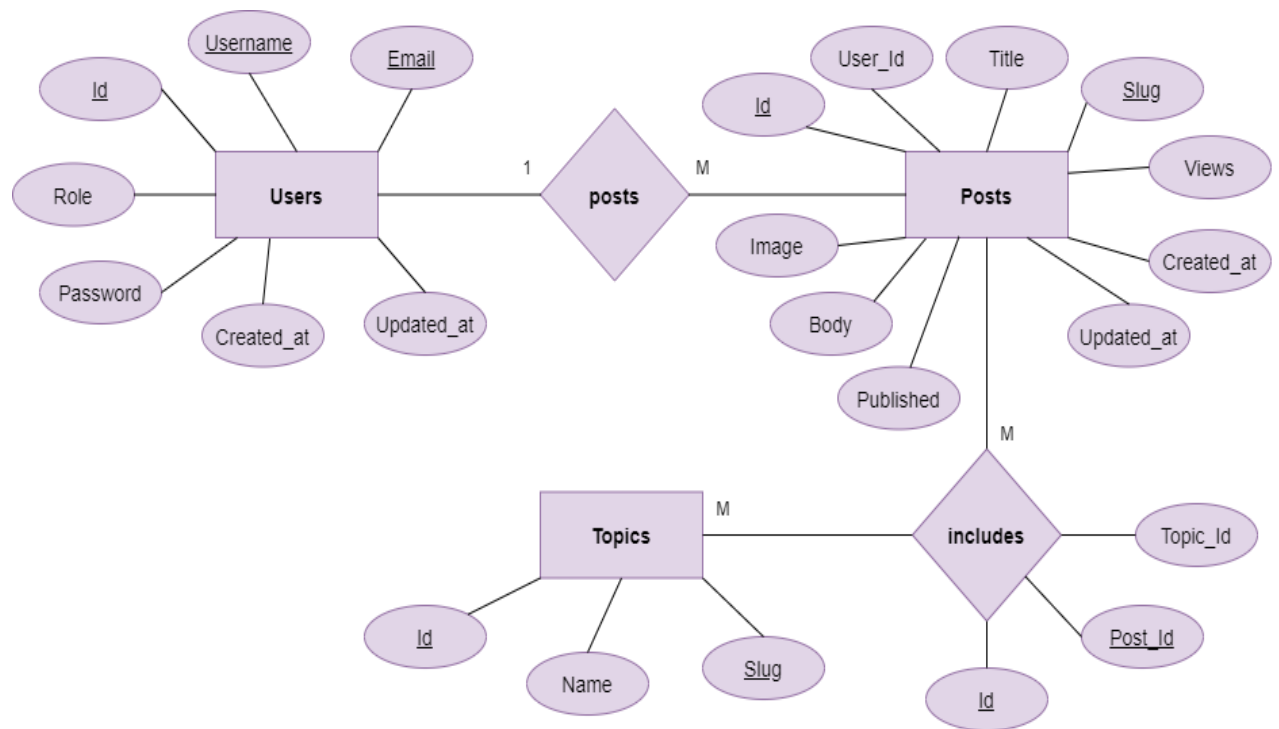 Username
Email
Id
Role
Users
Password
Created_at
Updated_at
1
posts
M
User_Id
Title
Id
Slug
Views
Posts
Image
Created_at
Body
Updated_at
Published
M
Topics
M
includes
Topic_Id
Id
Name
Slug
Post_Id
Id